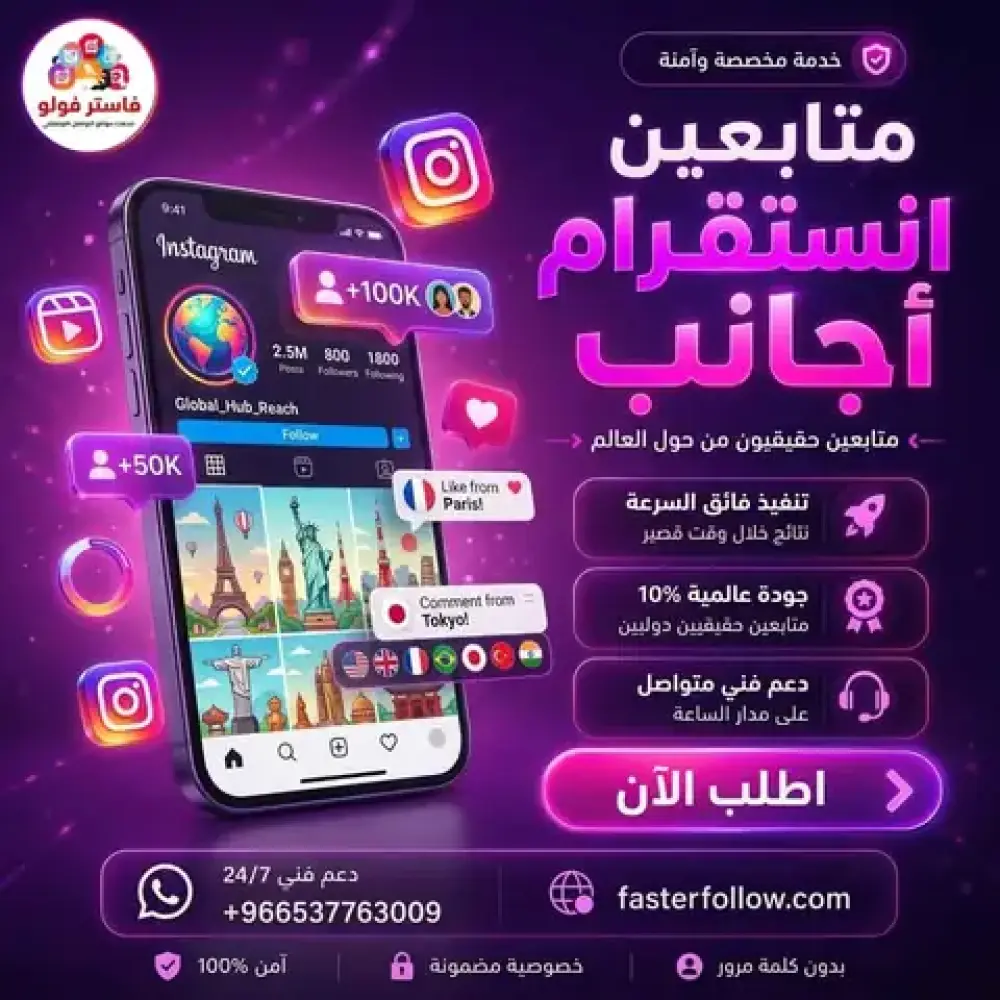 فاستر فولو
خدمة مخصصة وآمنة
متابعين
انستقرام
أجانب
متابعين حقيقيون من حول العالم
تنفيذ فائق السرعة
نتائج خلال وقت قصير
جودة عالمية 10%
متابعين حقيقيين دوليين
دعم فني متواصل
على مدار الساعة
اطلب الآن
9:41
Instagram
+100K
2.5M 800 1800
Posts Followers Following
Global_Hub_Reach
Follow
+50K
Like from
Paris!
Comment from
Tokyo!
دعم فني 24/7
+966537763009
fasterfollow.com
آمن 100%
خصوصية مضمونة
بدون كلمة مرور